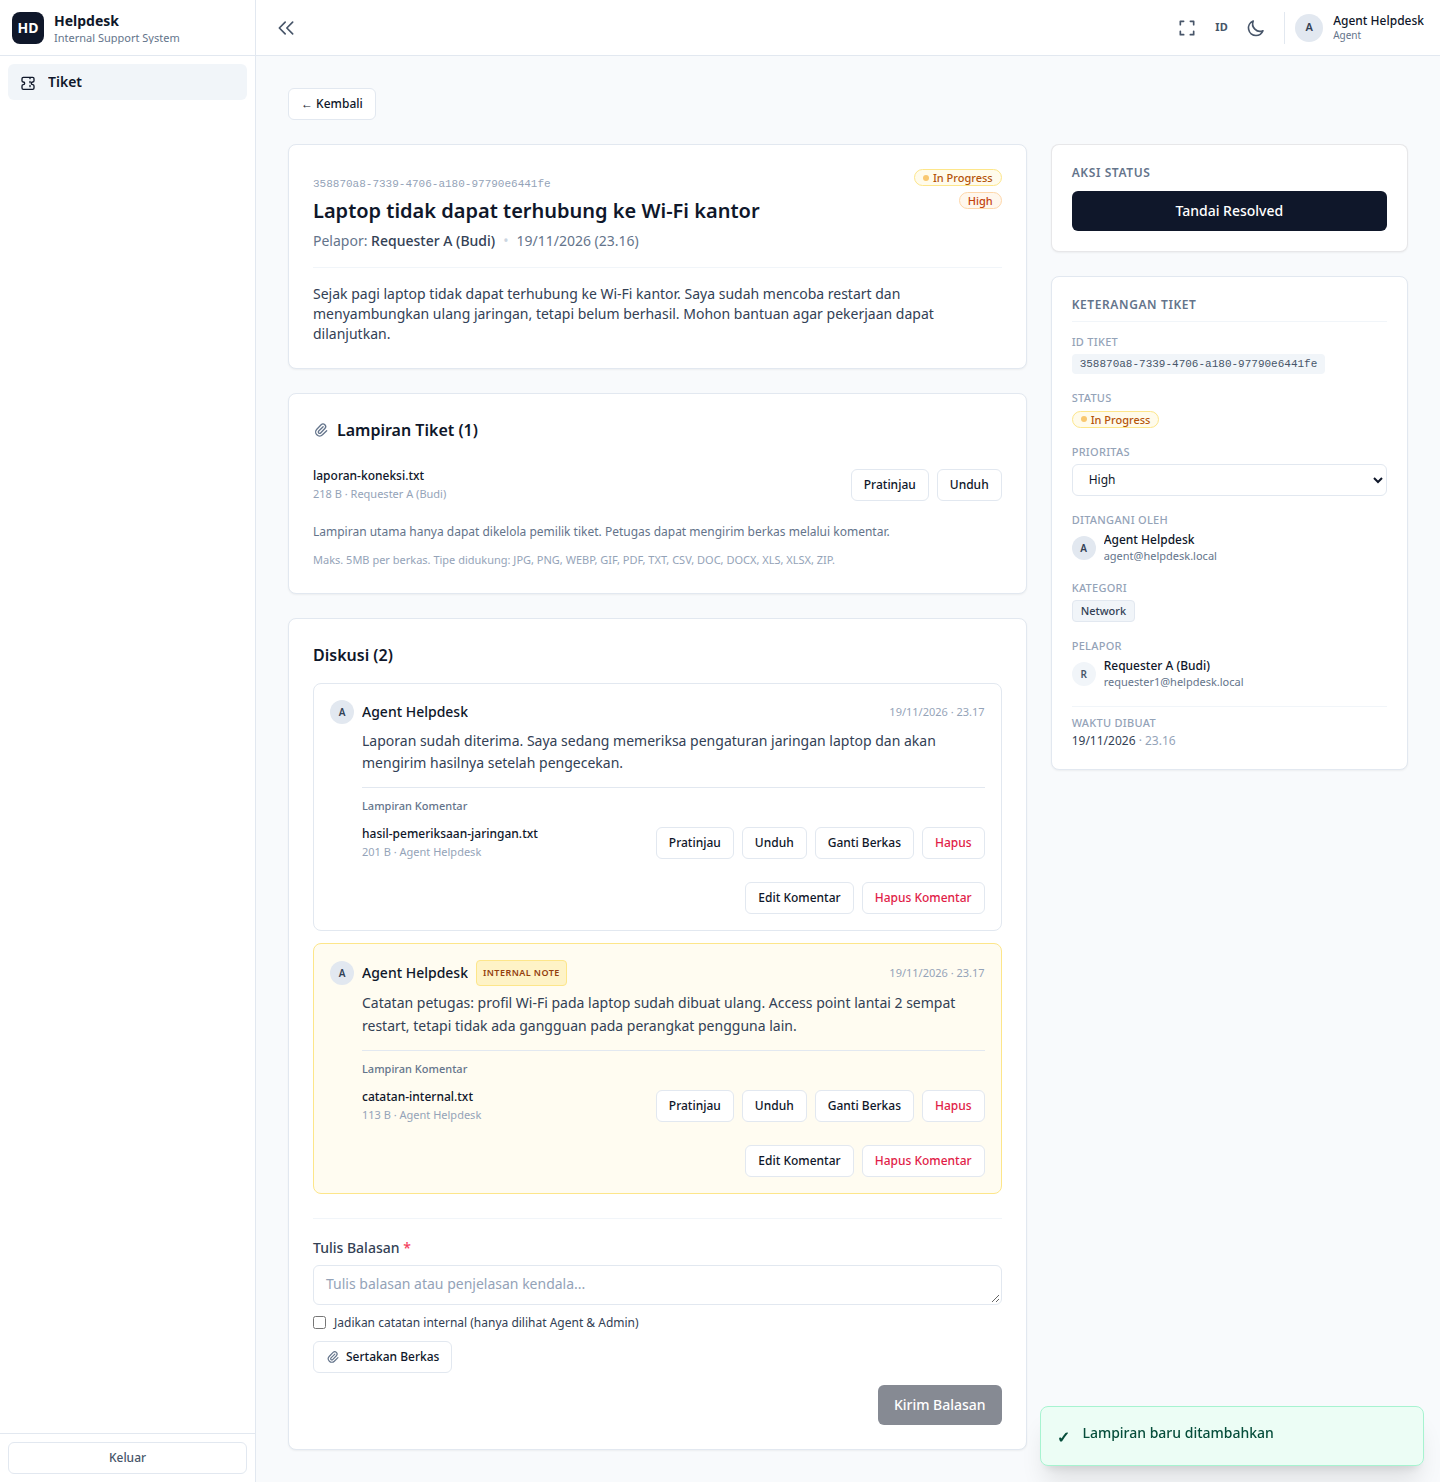 HD
Helpdesk
Internal Support System
ID
A
Agent Helpdesk
Agent
Tiket
← Kembali
358870a8-7339-4706-a180-97790e6441fe
In Progress
High
Laptop tidak dapat terhubung ke Wi-Fi kantor
Pelapor: Requester A (Budi) • 19/11/2026 (23.16)
Sejak pagi laptop tidak dapat terhubung ke Wi-Fi kantor. Saya sudah mencoba restart dan
menyambungkan ulang jaringan, tetapi belum berhasil. Mohon bantuan agar pekerjaan dapat
dilanjutkan.
Lampiran Tiket (1)
laporan-koneksi.txt
218 B · Requester A (Budi)
Pratinjau
Unduh
Lampiran utama hanya dapat dikelola pemilik tiket. Petugas dapat mengirim berkas melalui komentar.
Maks. 5MB per berkas. Tipe didukung: JPG, PNG, WEBP, GIF, PDF, TXT, CSV, DOC, DOCX, XLS, XLSX, ZIP.
Diskusi (2)
A
Agent Helpdesk
19/11/2026 · 23.17
Laporan sudah diterima. Saya sedang memeriksa pengaturan jaringan laptop dan akan
mengirim hasilnya setelah pengecekan.
Lampiran Komentar
hasil-pemeriksaan-jaringan.txt
201 B · Agent Helpdesk
Pratinjau
Unduh
Ganti Berkas
Hapus
Edit Komentar
Hapus Komentar
A
Agent Helpdesk
INTERNAL NOTE
19/11/2026 · 23.17
Catatan petugas: profil Wi-Fi pada laptop sudah dibuat ulang. Access point lantai 2 sempat
restart, tetapi tidak ada gangguan pada perangkat pengguna lain.
Lampiran Komentar
catatan-internal.txt
113 B · Agent Helpdesk
Pratinjau
Unduh
Ganti Berkas
Hapus
Edit Komentar
Hapus Komentar
Tulis Balasan *
Tulis balasan atau penjelasan kendala...
Jadikan catatan internal (hanya dilihat Agent & Admin)
Sertakan Berkas
Kirim Balasan
AKSI STATUS
Tandai Resolved
KETERANGAN TIKET
ID TIKET
358870a8-7339-4706-a180-97790e6441fe
STATUS
In Progress
PRIORITAS
High
DITANGANI OLEH
A
Agent Helpdesk
agent@helpdesk.local
KATEGORI
Network
PELAPOR
R
Requester A (Budi)
requester1@helpdesk.local
WAKTU DIBUAT
19/11/2026 · 23.16
Keluar
✓ Lampiran baru ditambahkan